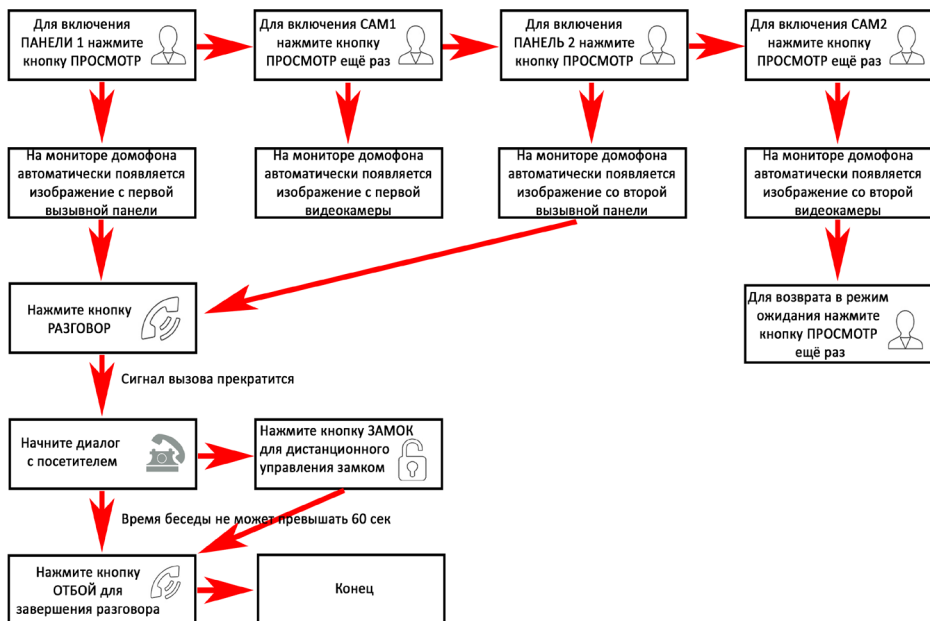 Для включения
ПАНЕЛИ 1 нажмите
кнопку ПРОСМОТР
Для включения CAM1
нажмите кнопку
ПРОСМОТР ещё раз
Для включения
ПАНЕЛЬ 2 нажмите
кнопку ПРОСМОТР
Для включения CAM2
нажмите кнопку
ПРОСМОТР ещё раз
На мониторе домофона
автоматически появляется
изображение с первой
вызывной панели
На мониторе домофона
автоматически появляется
изображение с первой
видеокамеры
На мониторе домофона
автоматически появляется
изображение со второй
вызывной панели
На мониторе домофона
автоматически появляется
изображение со второй
видеокамеры
Нажмите кнопку
РАЗГОВОР
Для возврата в режим
ожидания нажмите
кнопку ПРОСМОТР
ещё раз
Сигнал вызова прекратится
Начните диалог
с посетителем
Нажмите кнопку ЗАМОК
для дистанционного
управления замком
Время беседы не может превышать 60 сек
Нажмите кнопку
ОТБОЙ для
завершения разговора
Конец